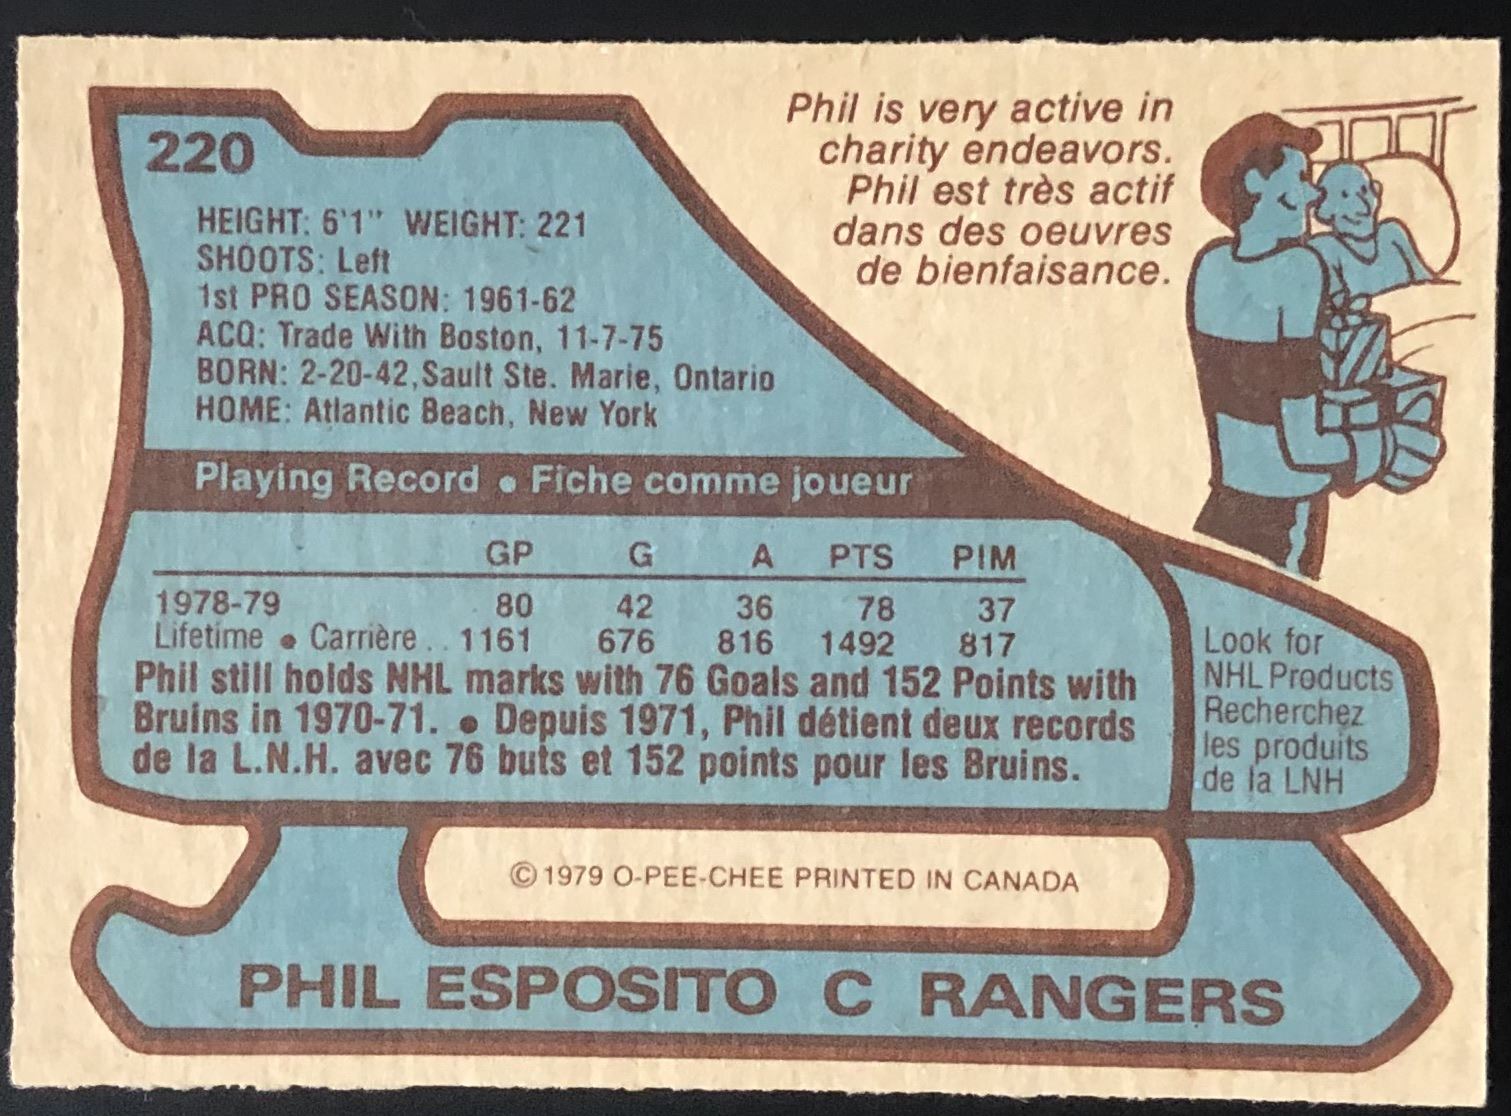 220
Phil is very active in
charity endeavors.
Phil est très actif
dans des oeuvres
de bienfaisance.
HEIGHT: 6'1" WEIGHT: 221
SHOOTS: Left
1st PRO SEASON: 1961-62
ACQ: Trade With Boston, 11-7-75
BORN: 2-20-42, Sault Ste. Marie, Ontario
HOME: Atlantic Beach, New York
Playing Record • Fiche comme joueur
GP G A PTS PIM
1978-79 80 42 36 78 37
Lifetime • Carrière .. 1161 676 816 1492 817
Phil still holds NHL marks with 76 Goals and 152 Points with
Bruins in 1970-71. • Depuis 1971, Phil détient deux records
de la L.N.H. avec 76 buts et 152 points pour les Bruins.
Look for
NHL Products
Recherchez
les produits
de la LNH
© 1979 O-PEE-CHEE PRINTED IN CANADA
PHIL ESPOSITO C RANGERS